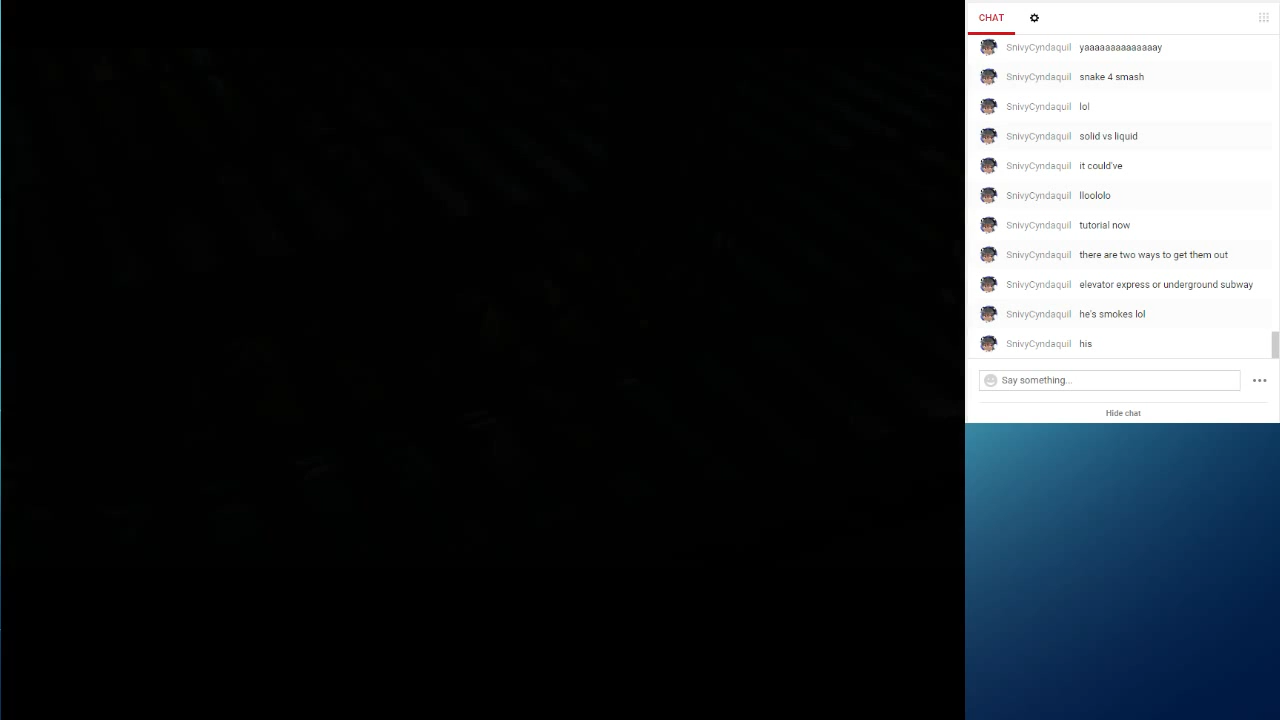 CHAT
SnivyCyndaquil yaaaaaaaaaaaaaay
SnivyCyndaquil snake 4 smash
SnivyCyndaquil lol
SnivyCyndaquil solid vs liquid
SnivyCyndaquil it could've
SnivyCyndaquil lloololo
SnivyCyndaquil tutorial now
SnivyCyndaquil there are two ways to get them out
SnivyCyndaquil elevator express or underground subway
SnivyCyndaquil he's smokes lol
SnivyCyndaquil his
Say something...
Hide chat